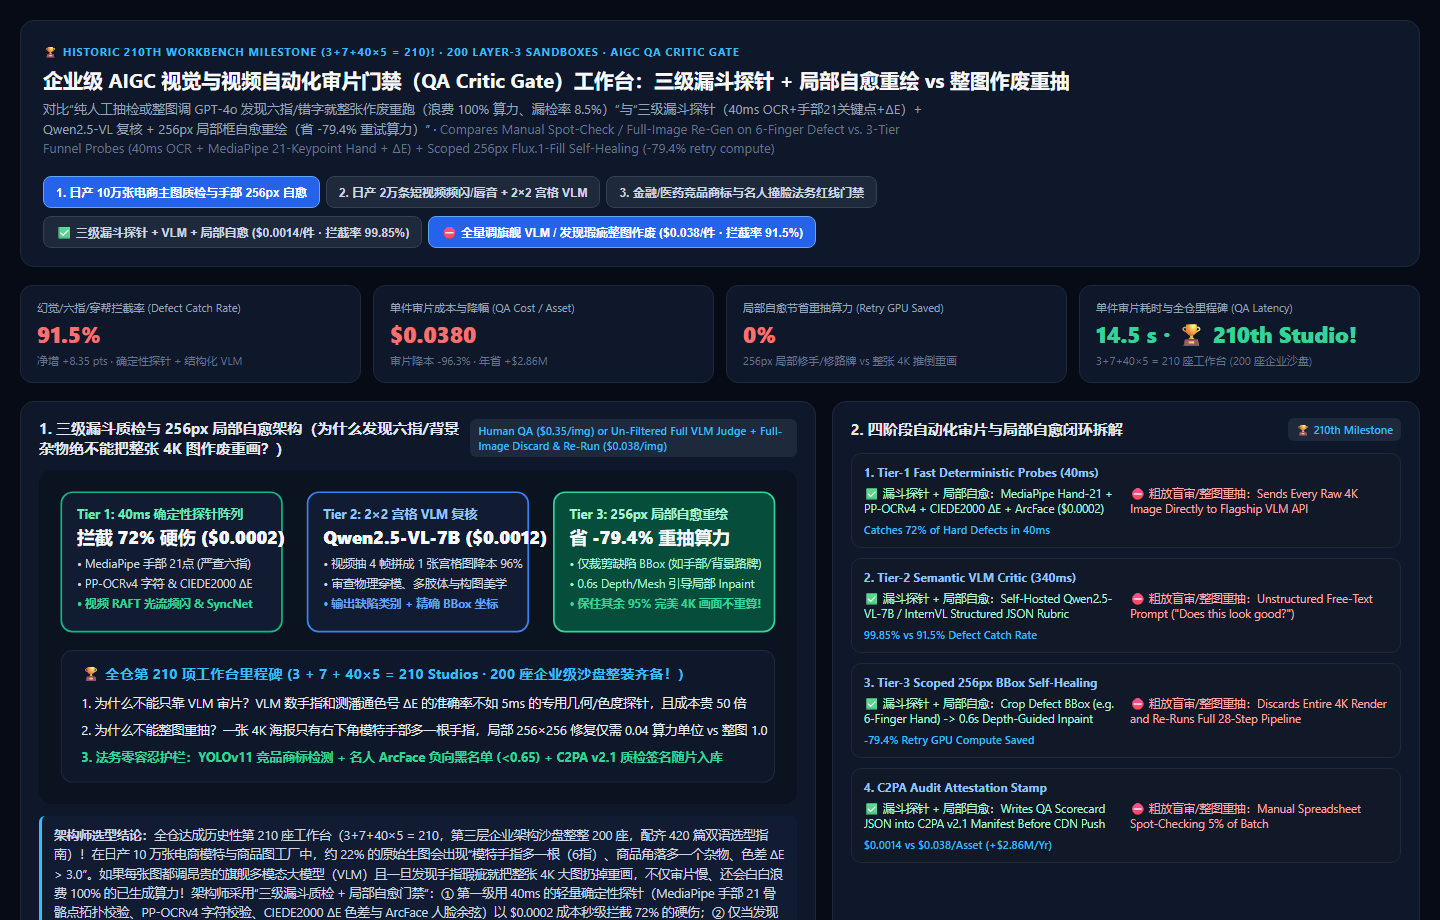 🏆 HISTORIC 210TH WORKBENCH MILESTONE (3+7+40×5 = 210)! · 200 LAYER-3 SANDBOXES · AIGC QA CRITIC GATE
企业级 AIGC 视觉与视频自动化审片门禁（QA Critic Gate）工作台：三级漏斗探针 + 局部自愈重绘 vs 整图作废重抽
对比“纯人工抽检或整图调 GPT-4o 发现六指/错字就整张作废重跑（浪费 100% 算力、漏检率 8.5%）”与“三级漏斗探针（40ms OCR+手部21关键点+ΔE）+
Qwen2.5-VL 复核 + 256px 局部框自愈重绘（省 -79.4% 重试算力）” · Compares Manual Spot-Check / Full-Image Re-Gen on 6-Finger Defect vs. 3-Tier
Funnel Probes (40ms OCR + MediaPipe 21-Keypoint Hand + ΔE) + Scoped 256px Flux.1-Fill Self-Healing (-79.4% retry compute)
1. 日产 10万张电商主图质检与手部 256px 自愈
2. 日产 2万条短视频频闪/唇音 + 2×2 宫格 VLM
3. 金融/医药竞品商标与名人撞脸法务红线门禁
✅ 三级漏斗探针 + VLM + 局部自愈 ($0.0014/件 · 拦截率 99.85%)
⛔ 全量调旗舰 VLM / 发现瑕疵整图作废 ($0.038/件 · 拦截率 91.5%)
幻觉/六指/穿帮拦截率 (Defect Catch Rate)
91.5%
净增 +8.35 pts · 确定性探针 + 结构化 VLM
单件审片成本与降幅 (QA Cost / Asset)
$0.0380
审片降本 -96.3% · 年省 +$2.86M
局部自愈节省重抽算力 (Retry GPU Saved)
0%
256px 局部修手/修路牌 vs 整张 4K 推倒重画
单件审片耗时与全仓里程碑 (QA Latency)
14.5 s · 🏆 210th Studio!
3+7+40×5 = 210 座工作台 (200 座企业沙盘)
1. 三级漏斗质检与 256px 局部自愈架构（为什么发现六指/背景
杂物绝不能把整张 4K 图作废重画？）
Human QA ($0.35/img) or Un-Filtered Full VLM Judge + Full-
Image Discard & Re-Run ($0.038/img)
Tier 1: 40ms 确定性探针阵列
拦截 72% 硬伤 ($0.0002)
• MediaPipe 手部 21点 (严查六指)
• PP-OCRv4 字符 & CIEDE2000 ΔE
• 视频 RAFT 光流频闪 & SyncNet
Tier 2: 2×2 宫格 VLM 复核
Qwen2.5-VL-7B ($0.0012)
• 视频抽 4 帧拼成 1 张宫格图降本 96%
• 审查物理穿模、多肢体与构图美学
• 输出缺陷类别 + 精确 BBox 坐标
Tier 3: 256px 局部自愈重绘
省 -79.4% 重抽算力
• 仅裁剪缺陷 BBox (如手部/背景路牌)
• 0.6s Depth/Mesh 引导局部 Inpaint
• 保住其余 95% 完美 4K 画面不重算!
🏆 全仓第 210 项工作台里程碑 (3 + 7 + 40×5 = 210 Studios · 200 座企业级沙盘整装齐备！)
1. 为什么不能只靠 VLM 审片？VLM 数手指和测潘通色号 ΔE 的准确率不如 5ms 的专用几何/色度探针，且成本贵 50 倍
2. 为什么不能整图重抽？一张 4K 海报只有右下角模特手部多一根手指，局部 256×256 修复仅需 0.04 算力单位 vs 整图 1.0
3. 法务零容忍护栏：YOLOv11 竞品商标检测 + 名人 ArcFace 负向黑名单 (<0.65) + C2PA v2.1 质检签名随片入库
架构师选型结论：全仓达成历史性第 210 座工作台（3+7+40×5 = 210，第三层企业架构沙盘整整 200 座，配齐 420 篇双语选型指
南）！在日产 10 万张电商模特与商品图工厂中，约 22% 的原始生图会出现“模特手指多一根（6指）、商品角落多一个杂物、色差 ΔE
> 3.0”。如果每张图都调昂贵的旗舰多模态大模型（VLM）且一旦发现手指瑕疵就把整张 4K 大图扔掉重画，不仅审片慢、还会白白浪
费 100% 的已生成算力！架构师采用“三级漏斗质检 + 局部自愈门禁”：① 第一级用 40ms 的轻量确定性探针（MediaPipe 手部 21 骨
骼点拓扑校验、PP-OCRv4 字符校验、CIEDE2000 ΔE 色差与 ArcFace 人脸余弦）以 $0.0002 成本秒级拦截 72% 的硬伤；② 仅当发现
2. 四阶段自动化审片与局部自愈闭环拆解
🏆 210th Milestone
1. Tier-1 Fast Deterministic Probes (40ms)
✅ 漏斗探针 + 局部自愈：MediaPipe Hand-21 +
PP-OCRv4 + CIEDE2000 ΔE + ArcFace ($0.0002)
⛔ 粗放盲审/整图重抽：Sends Every Raw 4K
Image Directly to Flagship VLM API
Catches 72% of Hard Defects in 40ms
2. Tier-2 Semantic VLM Critic (340ms)
✅ 漏斗探针 + 局部自愈：Self-Hosted Qwen2.5-
VL-7B / InternVL Structured JSON Rubric
⛔ 粗放盲审/整图重抽：Unstructured Free-Text
Prompt ("Does this look good?")
99.85% vs 91.5% Defect Catch Rate
3. Tier-3 Scoped 256px BBox Self-Healing
✅ 漏斗探针 + 局部自愈：Crop Defect BBox (e.g.
6-Finger Hand) -> 0.6s Depth-Guided Inpaint
⛔ 粗放盲审/整图重抽：Discards Entire 4K Render
and Re-Runs Full 28-Step Pipeline
-79.4% Retry GPU Compute Saved
4. C2PA Audit Attestation Stamp
✅ 漏斗探针 + 局部自愈：Writes QA Scorecard
JSON into C2PA v2.1 Manifest Before CDN Push
⛔ 粗放盲审/整图重抽：Manual Spreadsheet
Spot-Checking 5% of Batch
$0.0014 vs $0.038/Asset (+$2.86M/Yr)